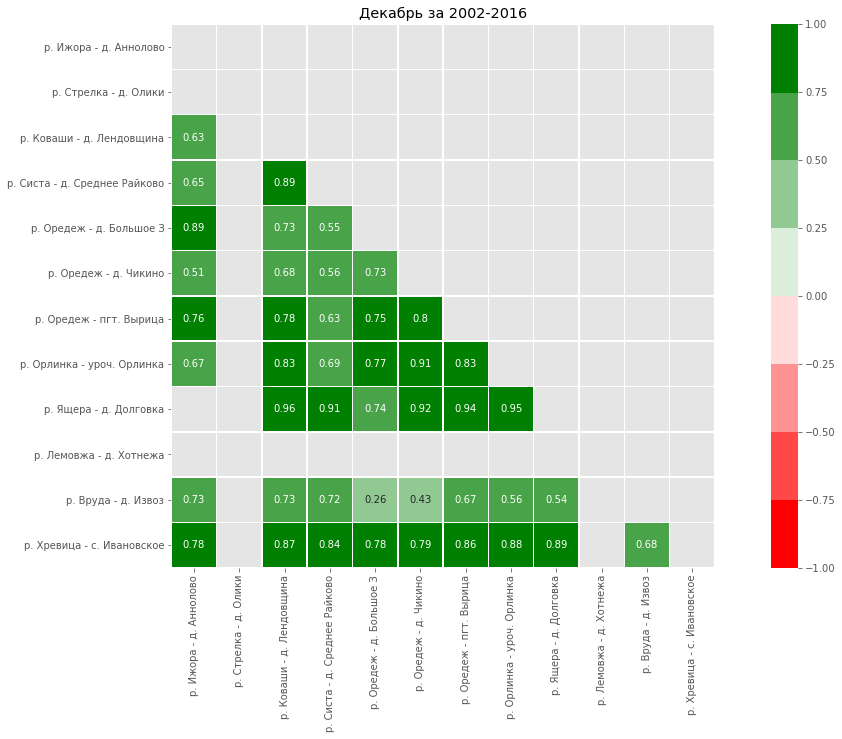 Декабрь за 2002-2016
р. Ижора - д. Аннолово
р. Стрелка - д. Олики
р. Коваши - д. Лендовщина
0.63
р. Систа - д. Среднее Райково
0.65 0.89
р. Оредеж - д. Большое З
0.89 0.73 0.55
р. Оредеж - д. Чикино
0.51 0.68 0.56 0.73
р. Оредеж - пгт. Вырица
0.76 0.78 0.63 0.75 0.8
р. Орлинка - уроч. Орлинка
0.67 0.83 0.69 0.77 0.91 0.83
р. Ящера - д. Долговка
0.96 0.91 0.74 0.92 0.94 0.95
р. Лемовжа - д. Хотнежа
р. Вруда - д. Извоз
0.73 0.73 0.72 0.26 0.43 0.67 0.56 0.54
р. Хревица - с. Ивановское
0.78 0.87 0.84 0.78 0.79 0.86 0.88 0.89 0.68
р. Ижора - д. Аннолово
р. Стрелка - д. Олики
р. Коваши - д. Лендовщина
р. Систа - д. Среднее Райково
р. Оредеж - д. Большое З
р. Оредеж - д. Чикино
р. Оредеж - пгт. Вырица
р. Орлинка - уроч. Орлинка
р. Ящера - д. Долговка
р. Лемовжа - д. Хотнежа
р. Вруда - д. Извоз
р. Хревица - с. Ивановское
1.00
0.75
0.50
0.25
0.00
−0.25
−0.50
−0.75
−1.00